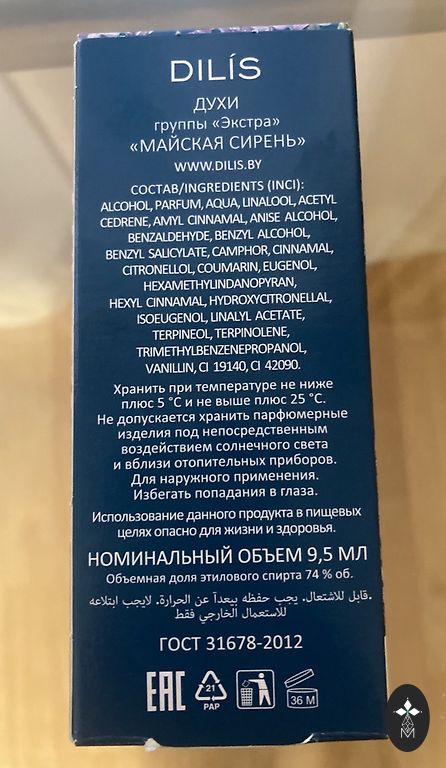 DILÍS
ДУХИ
группы «Экстра»
«МАЙСКАЯ СИРЕНЬ»
WWW.DILIS.BY
СОСТАВ/INGREDIENTS (INCI):
ALCOHOL, PARFUM, AQUA, LINALOOL, ACETYL
CEDRENE, AMYL CINNAMAL, ANISE ALCOHOL,
BENZALDEHYDE, BENZYL ALCOHOL,
BENZYL SALICYLATE, CAMPHOR, CINNAMAL,
CITRONELLOL, COUMARIN, EUGENOL,
HEXAMETHYLINDANOPYRAN,
HEXYL CINNAMAL, HYDROXYCITRONELLAL,
ISOEUGENOL, LINALYL ACETATE,
TERPINEOL, TERPINOLENE,
TRIMETHYLBENZENEPROPANOL,
VANILLIN, CI 19140, CI 42090.
Хранить при температуре не ниже
плюс 5 °С и не выше плюс 25 °С.
Не допускается хранить парфюмерные
изделия под непосредственным
воздействием солнечного света
и вблизи отопительных приборов.
Для наружного применения.
Избегать попадания в глаза.
Использование данного продукта в пищевых
целях опасно для жизни и здоровья.
НОМИНАЛЬНЫЙ ОБЪЕМ 9,5 МЛ
Объемная доля этилового спирта 74 % об.
قابل للاشتعال. يجب حفظه بيعدآ عن الحرارة. لايجب ابتلاعه.
للاستعمال الخارجي فقط
ГОСТ 31678-2012
EAC 21 PAP 36 M